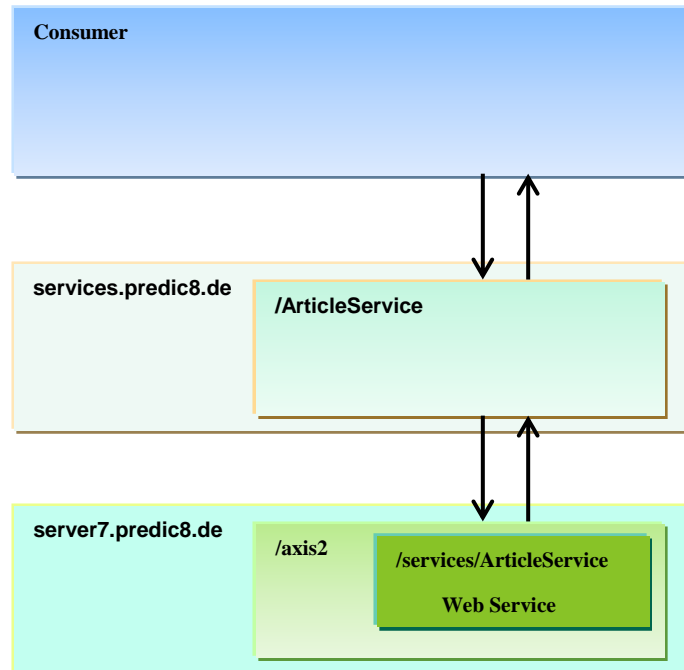 Consumer
services.predic8.de
/ArticleService
server7.predic8.de
/axis2
/services/ArticleService
Web Service